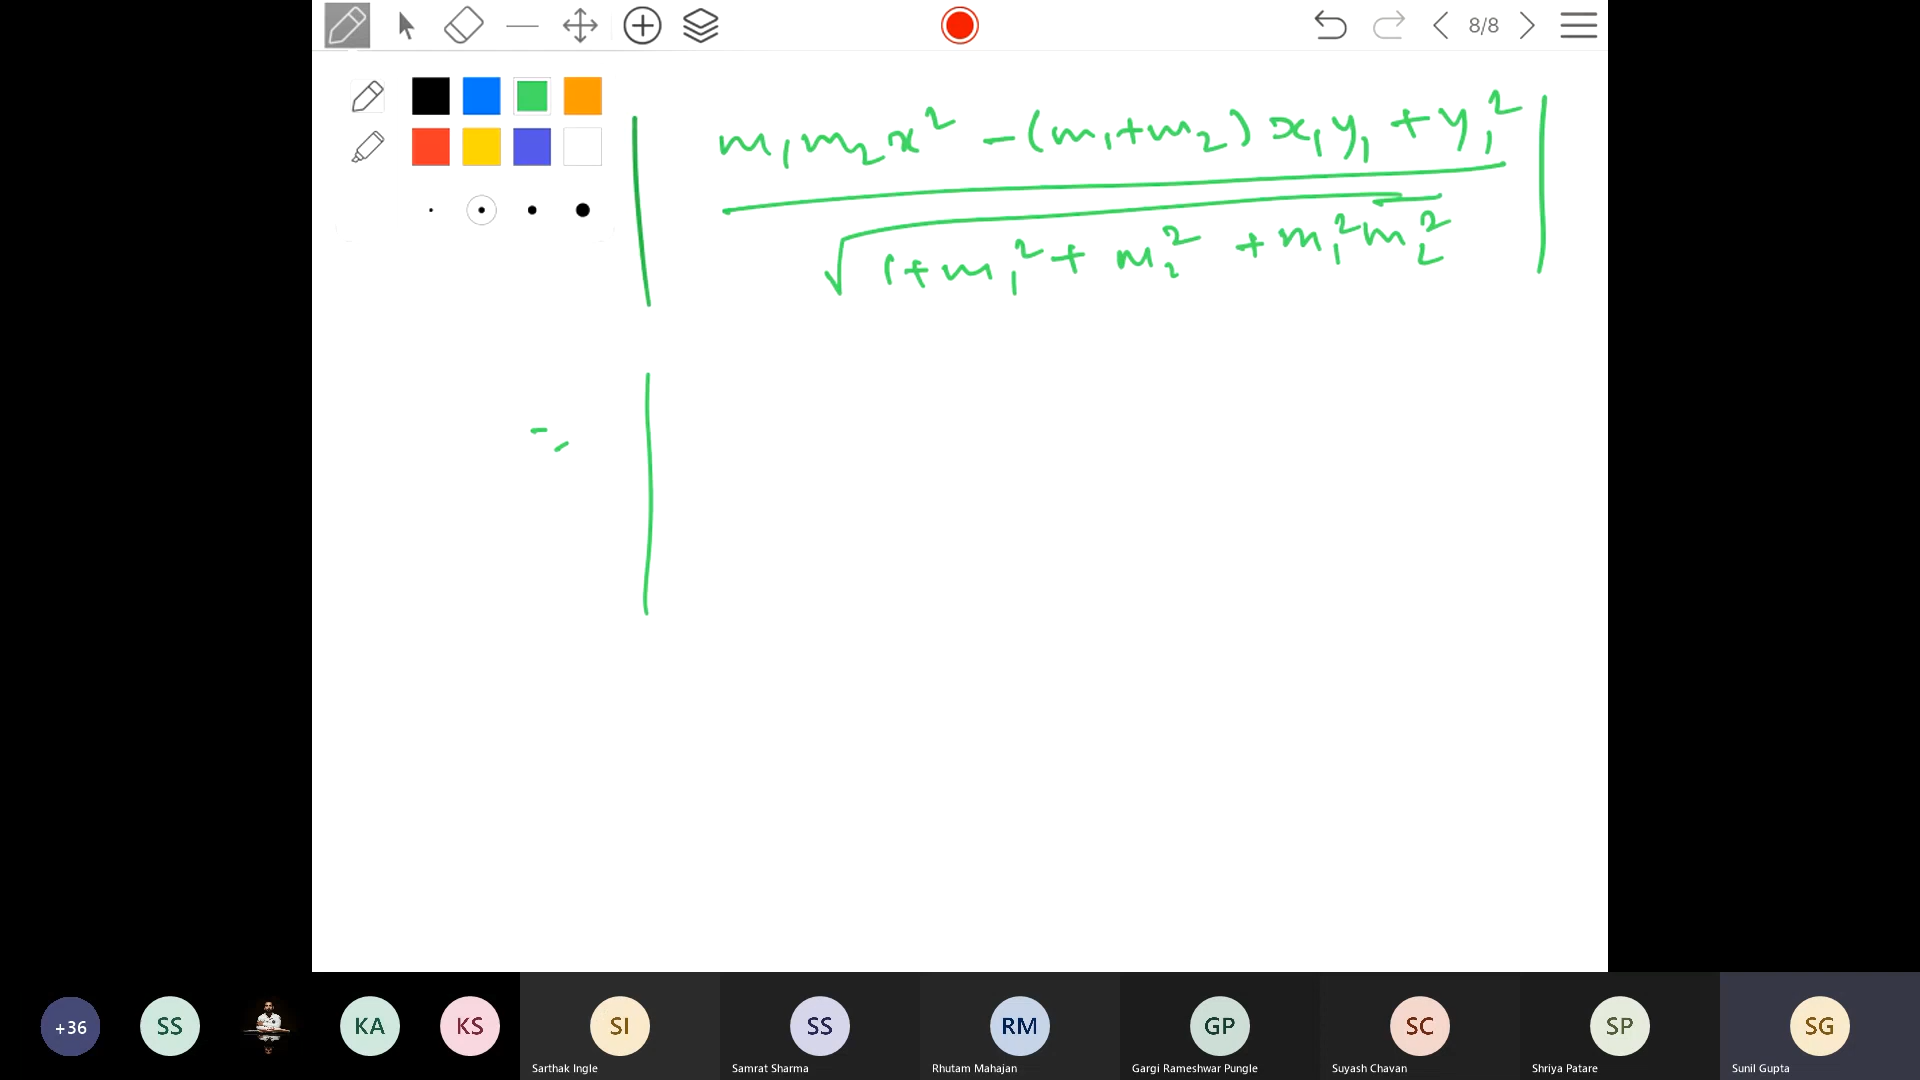 8/8
| m₁m₂x² -(m₁+m₂)x₁y₁ +y₁² |
√1+m₁²+ m₂² +m₁²m₂²
= |
+36 SS KA KS SI SS RM GP SC SP SG
Sarthak Ingle Samrat Sharma Rhutam Mahajan Gargi Rameshwar Pungle Suyash Chavan Shriya Patare Sunil Gupta